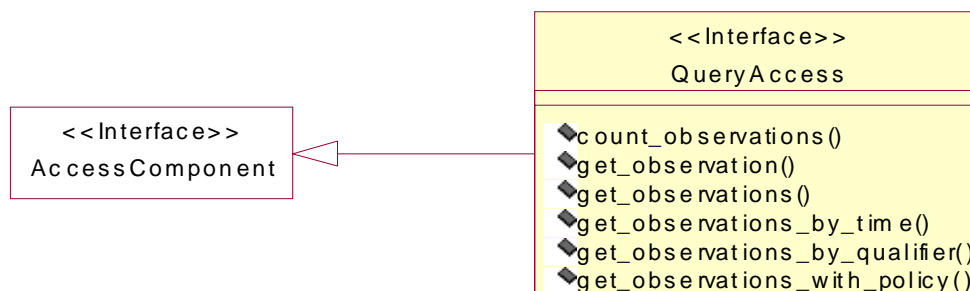 <<Interface>>
AccessComponent
<<Interface>>
QueryAccess
count_observations()
get_observation()
get_observations()
get_observations_by_time()
get_observations_by_qualifier()
get_observations_with_policy()